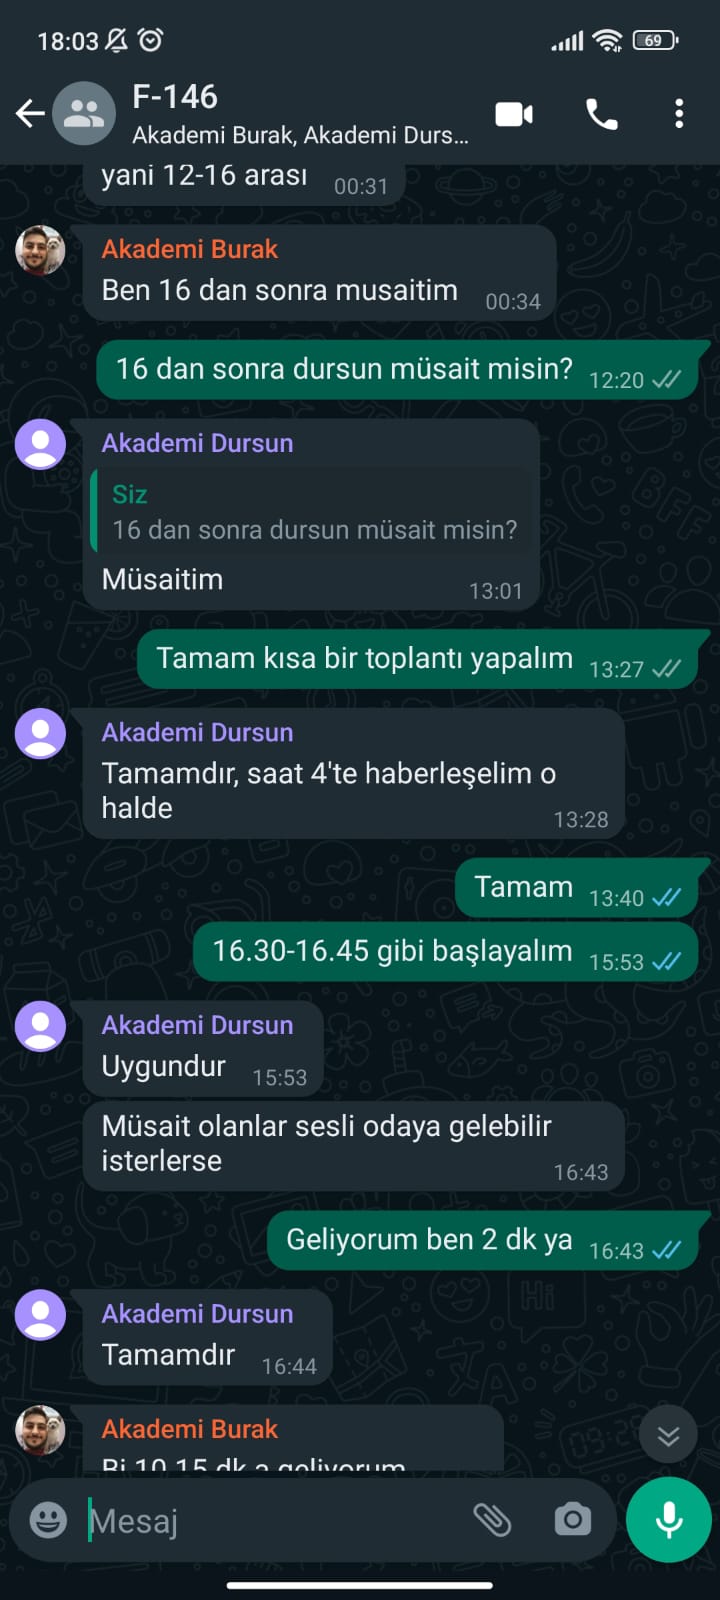 18:03
69
F-146
Akademi Burak, Akademi Durs...
yani 12-16 arası 00:31
Akademi Burak
Ben 16 dan sonra musaitim 00:34
16 dan sonra dursun müsait misin? 12:20
Akademi Dursun
Siz
16 dan sonra dursun müsait misin?
Müsaitim 13:01
Tamam kısa bir toplantı yapalım 13:27
Akademi Dursun
Tamamdır, saat 4'te haberleşelim o
halde 13:28
Tamam 13:40
16.30-16.45 gibi başlayalım 15:53
Akademi Dursun
Uygundur 15:53
Müsait olanlar sesli odaya gelebilir
isterlerse 16:43
Geliyorum ben 2 dk ya 16:43
Akademi Dursun
Tamamdır 16:44
Akademi Burak
Bi 10 15 dk a geliyorum
Mesaj